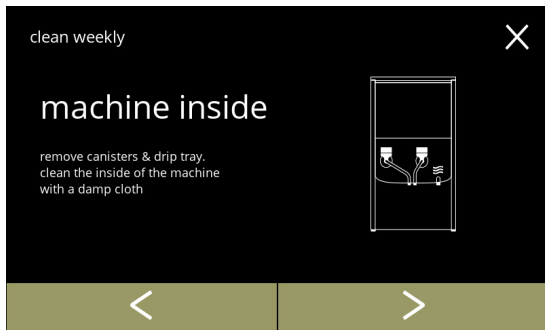 clean weekly
machine inside
remove canisters & drip tray.
clean the inside of the machine
with a damp cloth